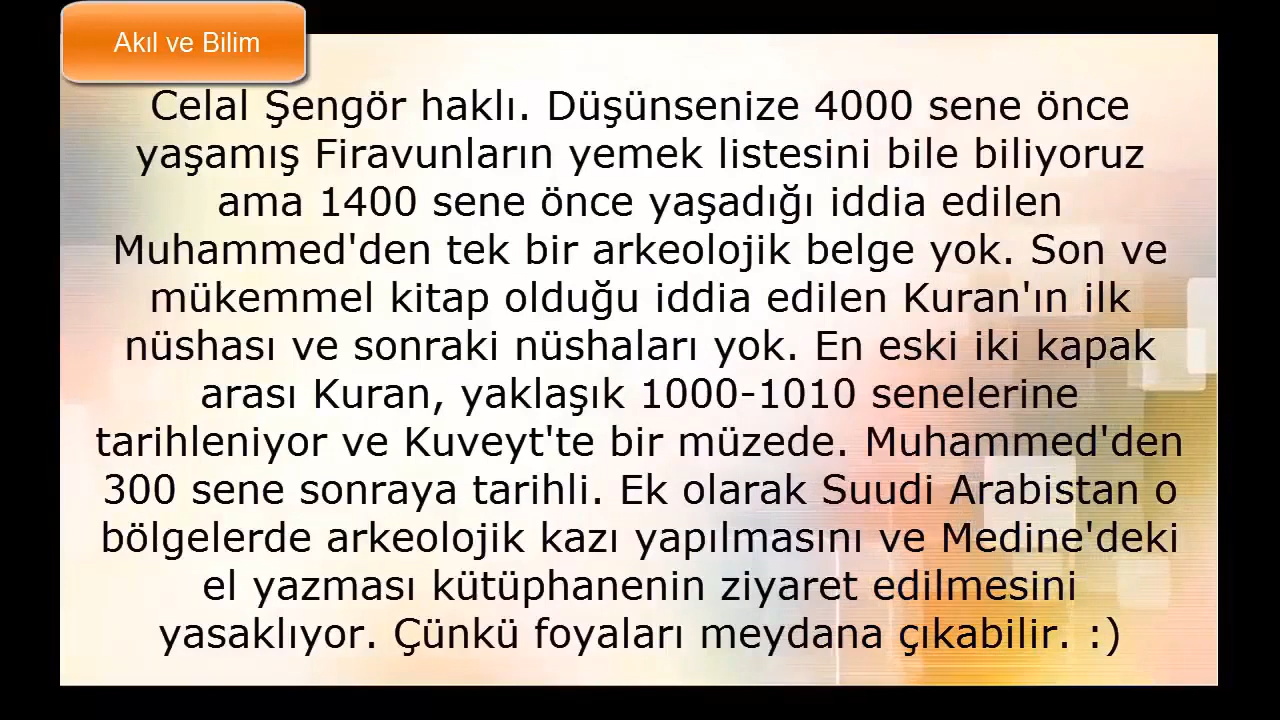 Akıl ve Bilim
Celal Şengör haklı. Düşünsenize 4000 sene önce
yaşamış Firavunların yemek listesini bile biliyoruz
ama 1400 sene önce yaşadığı iddia edilen
Muhammed'den tek bir arkeolojik belge yok. Son ve
mükemmel kitap olduğu iddia edilen Kuran'ın ilk
nüshası ve sonraki nüshaları yok. En eski iki kapak
arası Kuran, yaklaşık 1000-1010 senelerine
tarihleniyor ve Kuveyt'te bir müzede. Muhammed'den
300 sene sonraya tarihli. Ek olarak Suudi Arabistan o
bölgelerde arkeolojik kazı yapılmasını ve Medine'deki
el yazması kütüphanenin ziyaret edilmesini
yasaklıyor. Çünkü foyaları meydana çıkabilir. :)